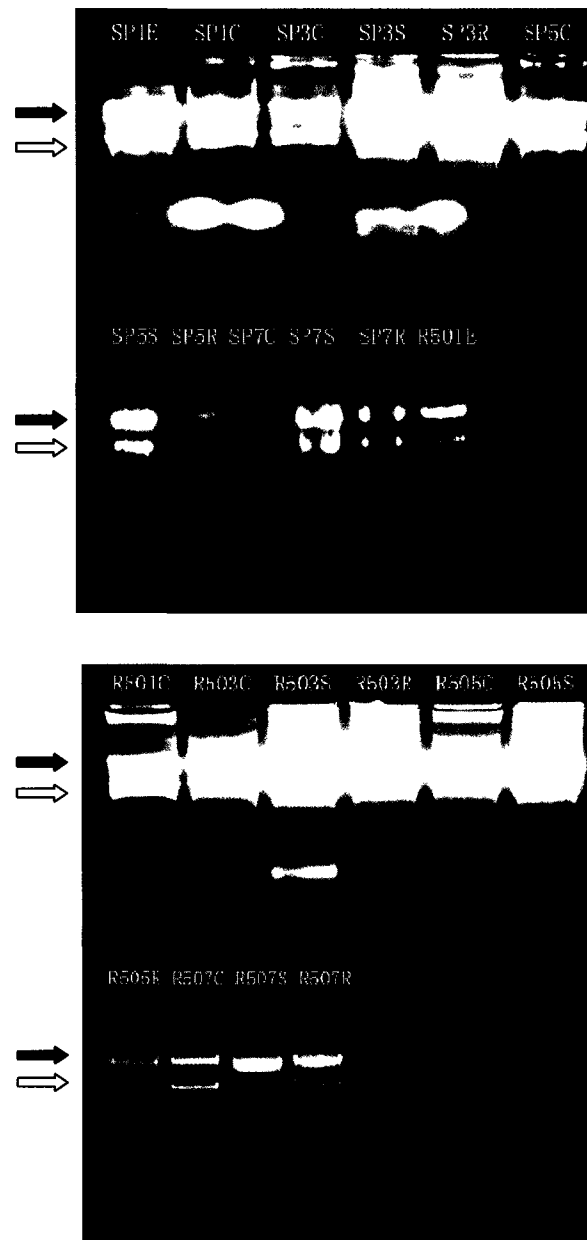 SP1E SP1C SP3C SP3S SP3R SP5C
SP5S SP5R SP7C SP7S SP7R R501E
R501C R503C R503S R503R R505C R505S
R505R R507C R507S R507R